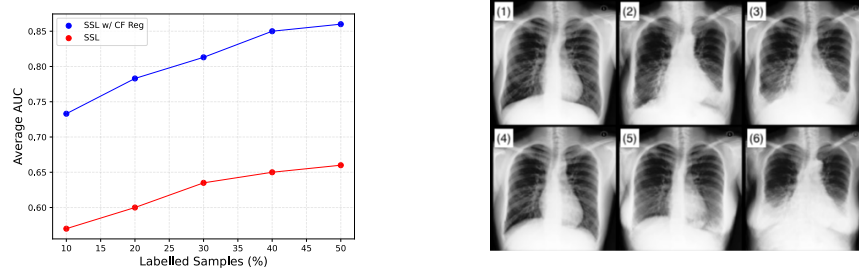 SSL w/ CF Reg
SSL
Average AUC
0.85
0.80
0.75
0.70
0.65
0.60
10 15 20 25 30 35 40 45 50
Labelled Samples (%)
(1) (2) (3)
(4) (5) (6)